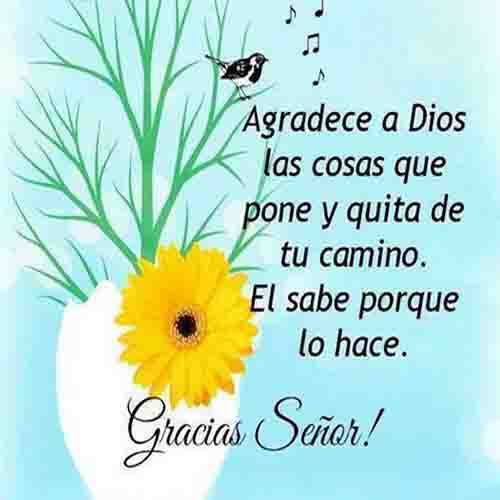 Agradece a Dios
las cosas que
pone y quita de
tu camino.
El sabe porque
lo hace.
Gracias Señor!